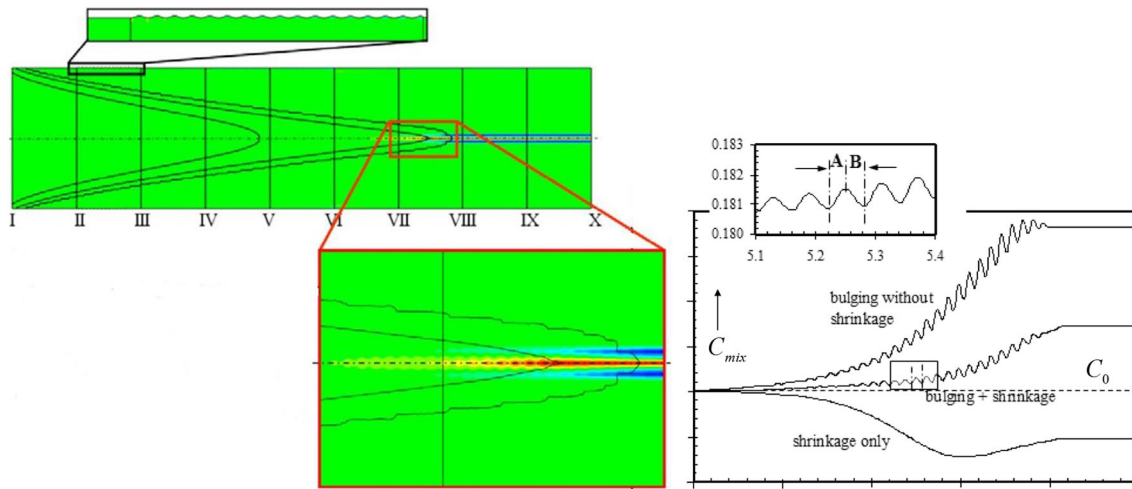 I II III IV V VI VII VIII IX X
0.183
0.182
0.181
0.180
A B
5.1 5.2 5.3 5.4
bulging without
shrinkage
C_mix
C_0
bulging + shrinkage
shrinkage only